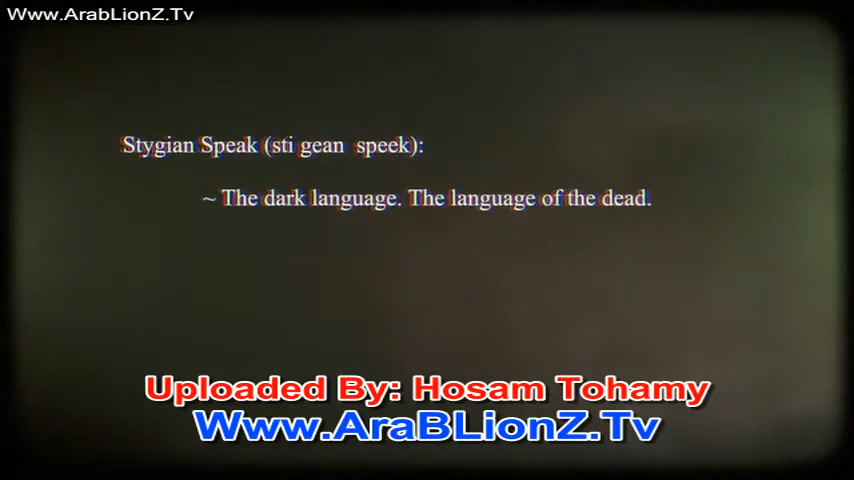 Www.ArabLionZ.Tv
Stygian Speak (sti gean speek):
~ The dark language. The language of the dead.
Uploaded By: Hosam Tohamy
Www.AraBLionZ.Tv